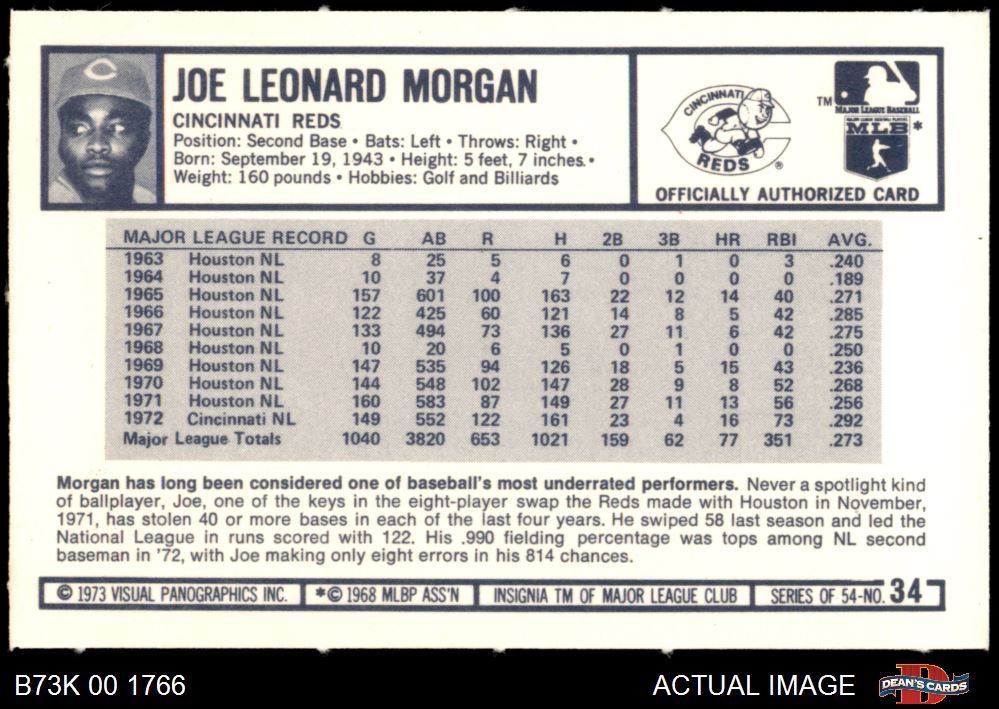 JOE LEONARD MORGAN
CINCINNATI REDS
Position: Second Base • Bats: Left • Throws: Right •
Born: September 19, 1943 • Height: 5 feet, 7 inches •
Weight: 160 pounds • Hobbies: Golf and Billiards
CINCINNATI
REDS ®
TM
MAJOR LEAGUE BASEBALL
MAJOR LEAGUE BASEBALL PLAYERS
MLB *
OFFICIALLY AUTHORIZED CARD
MAJOR LEAGUE RECORD G AB R H 2B 3B HR RBI AVG.
1963 Houston NL 8 25 5 6 0 1 0 3 .240
1964 Houston NL 10 37 4 7 0 0 0 0 .189
1965 Houston NL 157 601 100 163 22 12 14 40 .271
1966 Houston NL 122 425 60 121 14 8 5 42 .285
1967 Houston NL 133 494 73 136 27 11 6 42 .275
1968 Houston NL 10 20 6 5 0 1 0 0 .250
1969 Houston NL 147 535 94 126 18 5 15 43 .236
1970 Houston NL 144 548 102 147 28 9 8 52 .268
1971 Houston NL 160 583 87 149 27 11 13 56 .256
1972 Cincinnati NL 149 552 122 161 23 4 16 73 .292
Major League Totals 1040 3820 653 1021 159 62 77 351 .273
Morgan has long been considered one of baseball's most underrated performers. Never a spotlight kind
of ballplayer, Joe, one of the keys in the eight-player swap the Reds made with Houston in November,
1971, has stolen 40 or more bases in each of the last four years. He swiped 58 last season and led the
National League in runs scored with 122. His .990 fielding percentage was tops among NL second
baseman in '72, with Joe making only eight errors in his 814 chances.
© 1973 VISUAL PANOGRAPHICS INC. *© 1968 MLBP ASS'N INSIGNIA TM OF MAJOR LEAGUE CLUB SERIES OF 54-NO. 34
B73K 00 1766 ACTUAL IMAGE DEAN'S CARDS